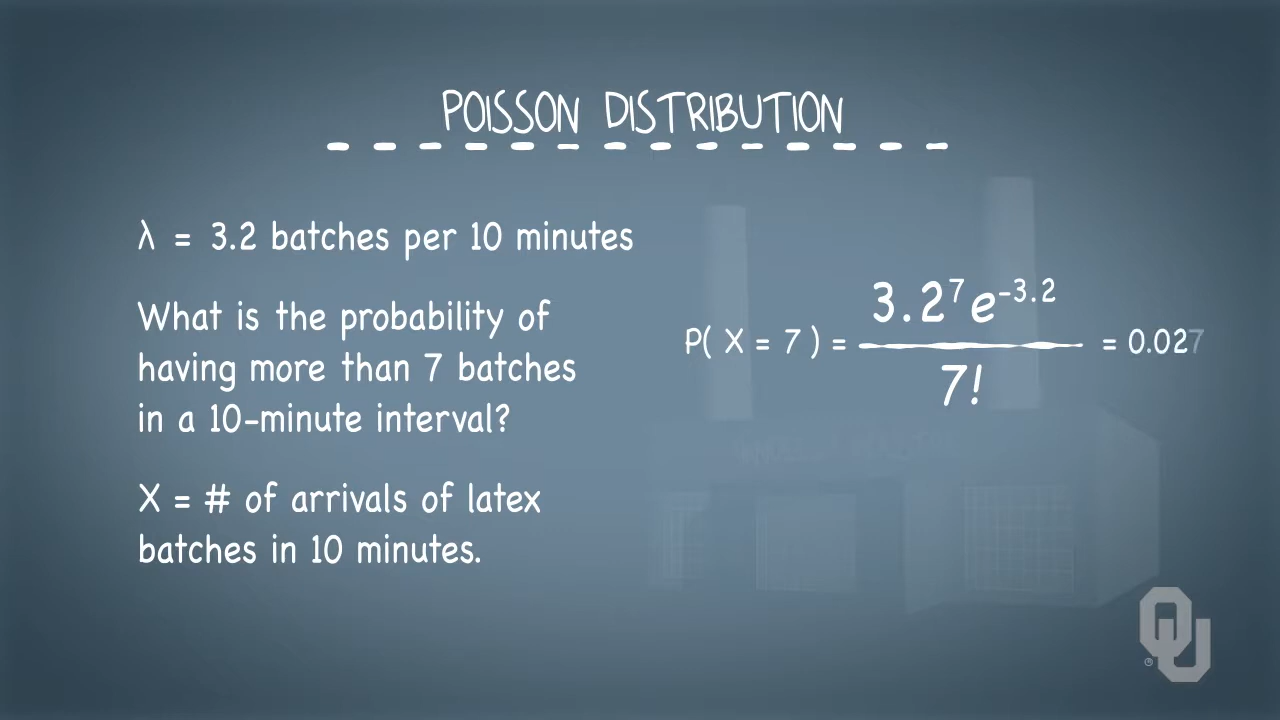 POISSON DISTRIBUTION
λ = 3.2 batches per 10 minutes
What is the probability of
having more than 7 batches
in a 10-minute interval?
X = # of arrivals of latex
batches in 10 minutes.
P( X = 7 ) = 3.2⁷e⁻³·² / 7! = 0.027
OU
®